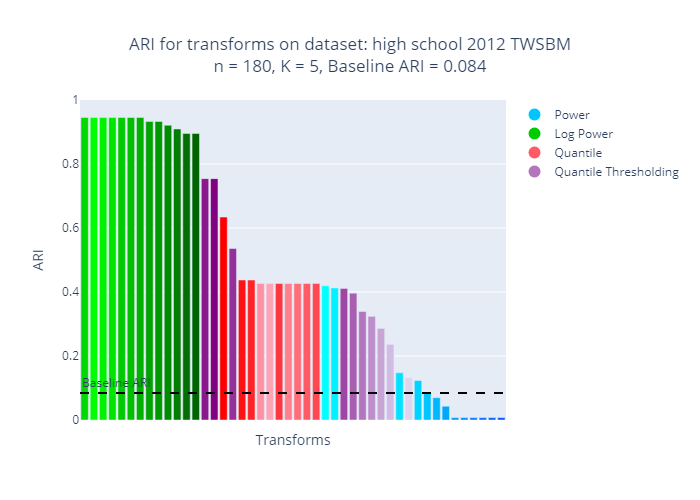 ARI for transforms on dataset: high school 2012 TWSBM
n = 180, K = 5, Baseline ARI = 0.084
1
0.8
0.6
0.4
0.2
0
ARI
Baseline ARI
Transforms
Power
Log Power
Quantile
Quantile Thresholding